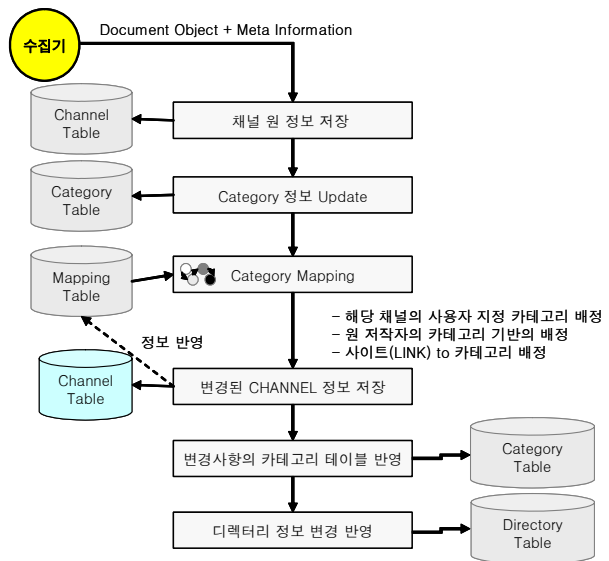 수집기
Document Object + Meta Information
Channel
Table
채널 원 정보 저장
Category
Table
Category 정보 Update
Mapping
Table
Category Mapping
- 해당 채널의 사용자 지정 카테고리 배정
- 원 저작자의 카테고리 기반의 배정
- 사이트(LINK) to 카테고리 배정
정보 반영
Channel
Table
변경된 CHANNEL 정보 저장
변경사항의 카테고리 테이블 반영
Category
Table
디렉터리 정보 변경 반영
Directory
Table